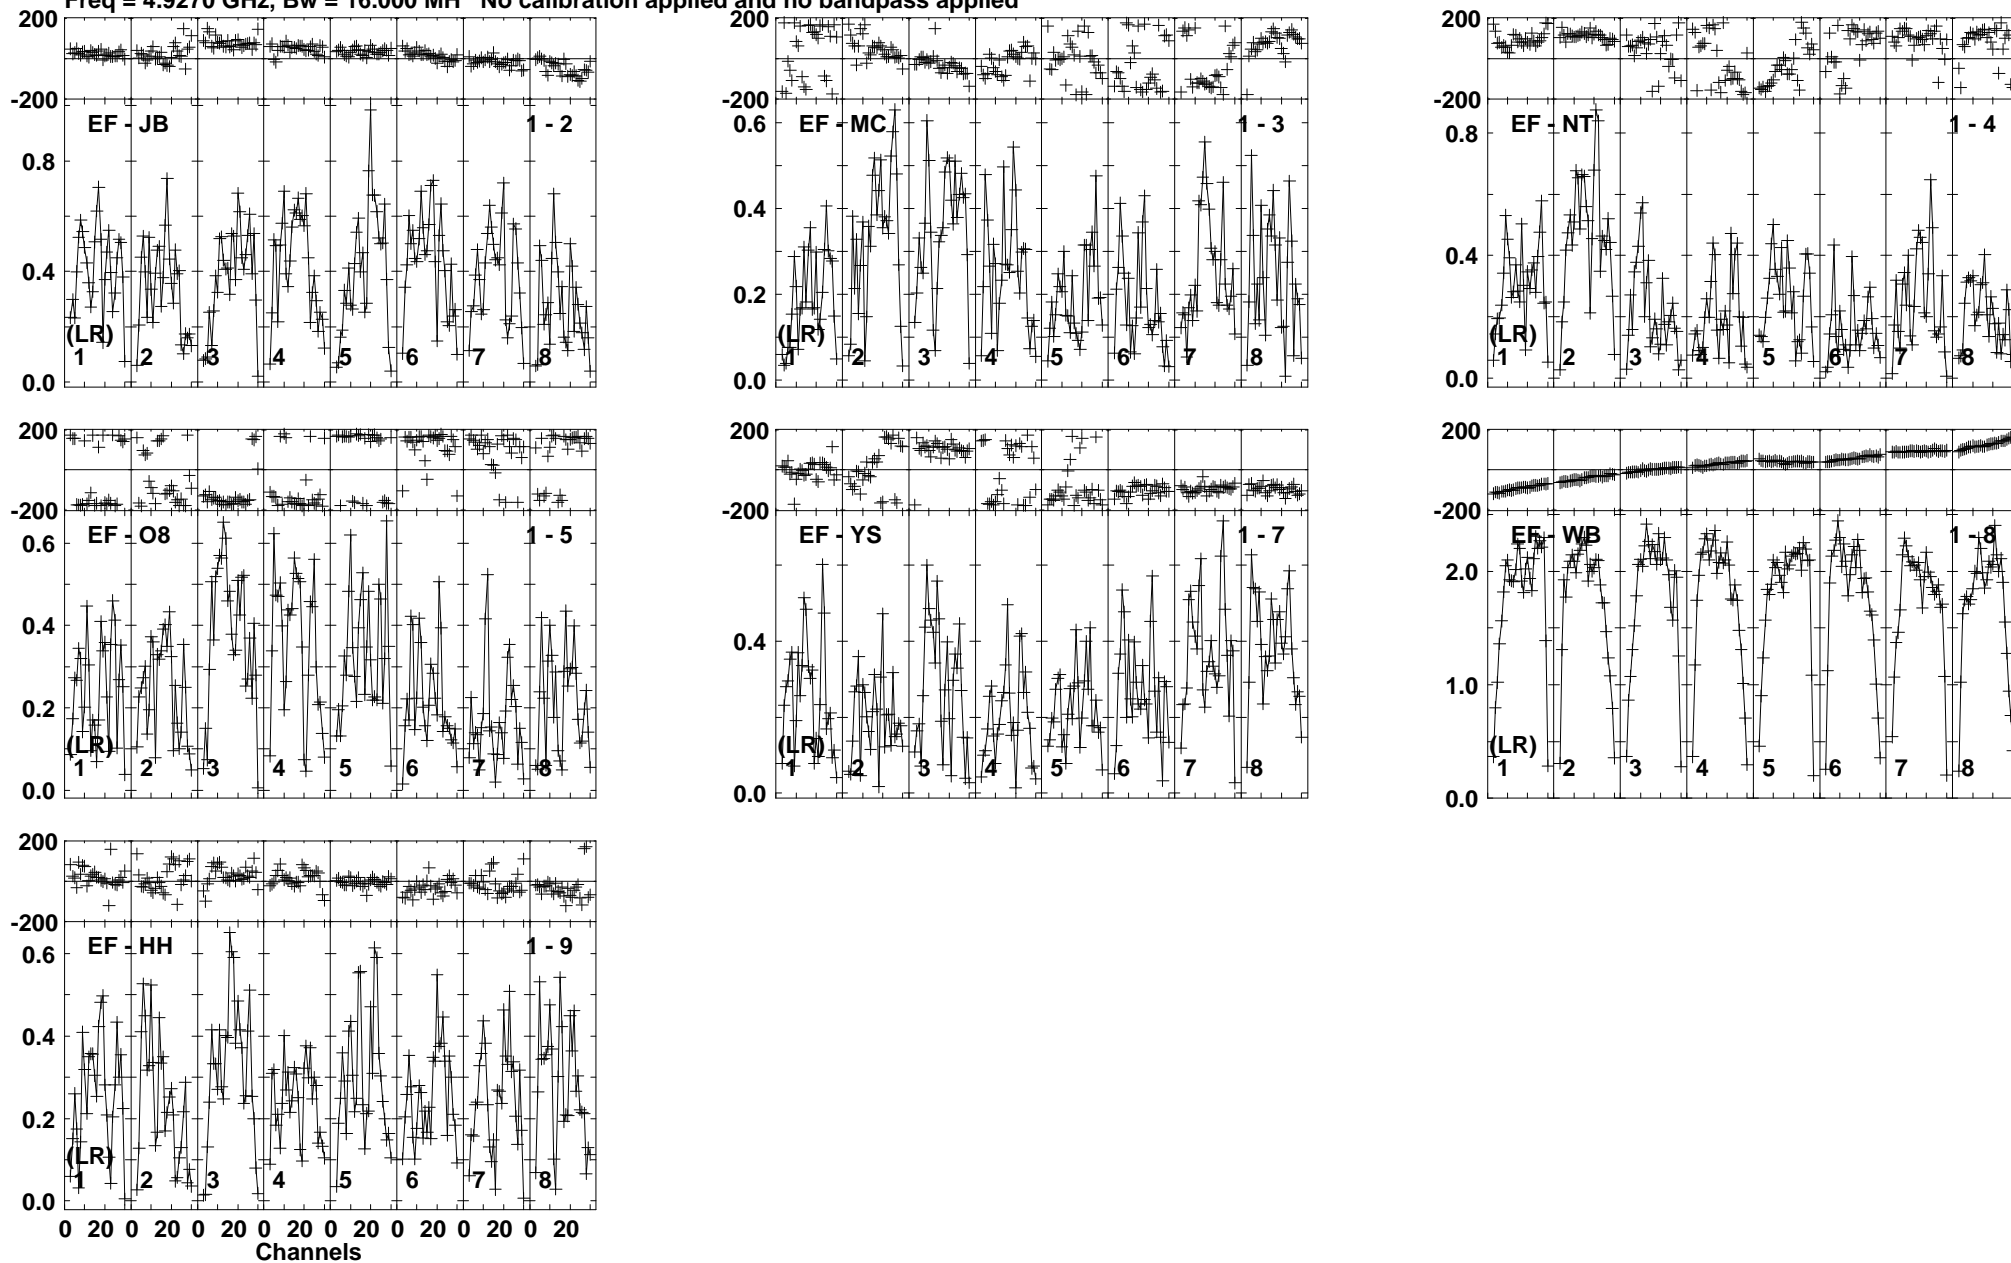 Freq = 4.9270 GHz, Bw = 16.000 MH No calibration applied and no bandpass applied
200
-200
EF - JB 1 - 2
0.8
0.4
0.0
(LR)
1 2 3 4 5 6 7 8
200
-200
EF - MC 1 - 3
0.6
0.4
0.2
0.0
(LR)
1 2 3 4 5 6 7 8
200
-200
EF - NT 1 - 4
0.8
0.4
0.0
(LR)
1 2 3 4 5 6 7 8
200
-200
EF - O8 1 - 5
0.6
0.4
0.2
0.0
(LR)
1 2 3 4 5 6 7 8
200
-200
EF - YS 1 - 7
0.4
0.0
(LR)
1 2 3 4 5 6 7 8
200
-200
EF - WB 1 - 8
2.0
1.0
0.0
(LR)
1 2 3 4 5 6 7 8
200
-200
EF - HH 1 - 9
0.6
0.4
0.2
0.0
(LR)
1 2 3 4 5 6 7 8
0 20 0 20 0 20 0 20 0 20 0 20 0 20 0 20
Channels